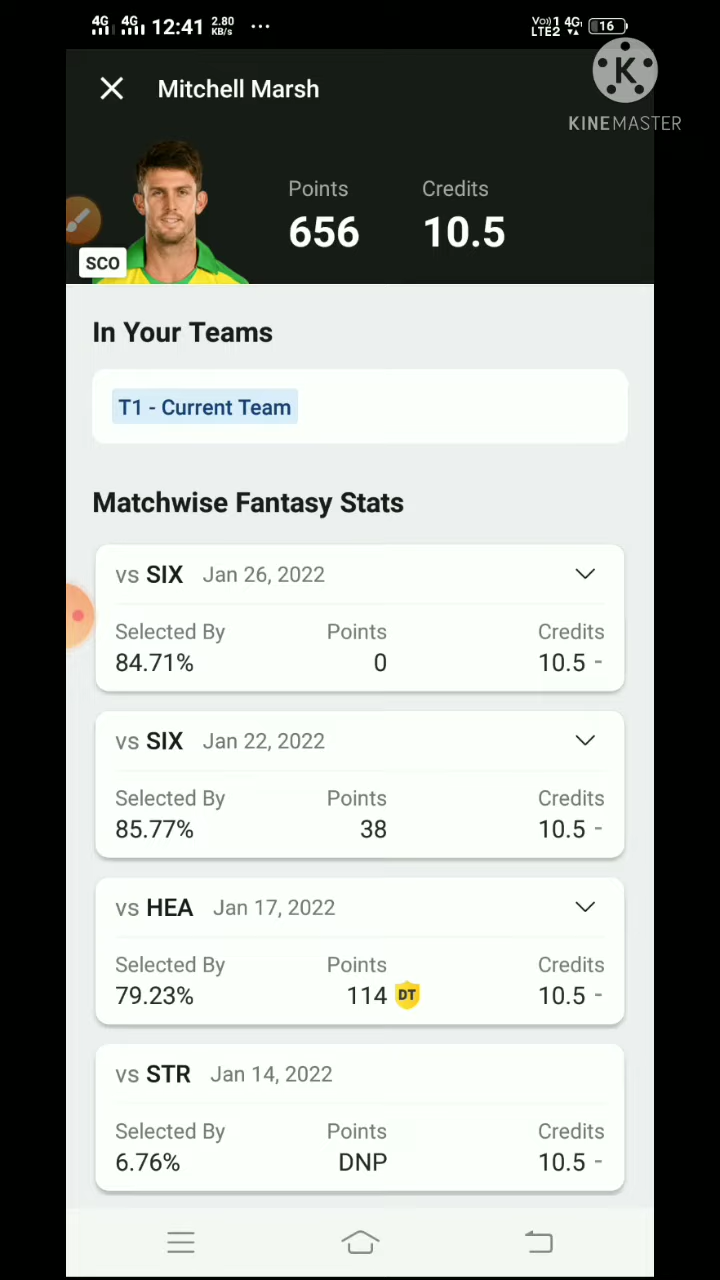 4G 4G 12:41 2.80 KB/s ... Vo)) 1 4G 16
LTE2
K
KINEMASTER
Mitchell Marsh
Points Credits
656 10.5
SCO
In Your Teams
T1 - Current Team
Matchwise Fantasy Stats
vs SIX Jan 26, 2022
Selected By Points Credits
84.71% 0 10.5 -
vs SIX Jan 22, 2022
Selected By Points Credits
85.77% 38 10.5 -
vs HEA Jan 17, 2022
Selected By Points Credits
79.23% 114 DT 10.5 -
vs STR Jan 14, 2022
Selected By Points Credits
6.76% DNP 10.5 -